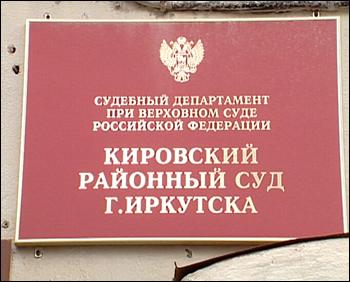 СУДЕБНЫЙ ДЕПАРТАМЕНТ
ПРИ ВЕРХОВНОМ СУДЕ
РОССИЙСКОЙ ФЕДЕРАЦИИ
КИРОВСКИЙ
РАЙОННЫЙ СУД
Г.ИРКУТСКА